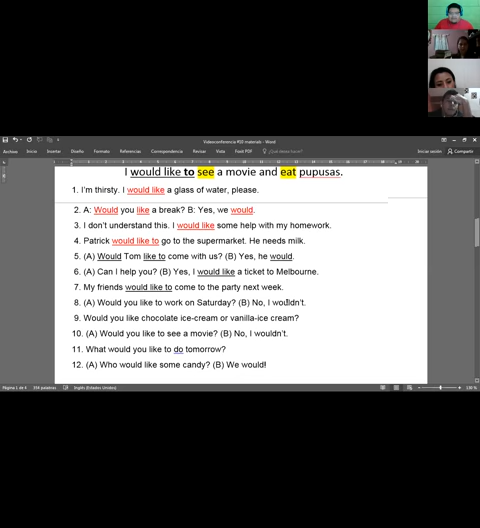 Videoconferencia #10 materials - Word
Archivo Inicio Insertar Diseño Formato Referencias Correspondencia Revisar Vista Foxit PDF ¿Qué desea hacer? Iniciar sesión Compartir
I would like to see a movie and eat pupusas.
1. I'm thirsty. I would like a glass of water, please.
2. A: Would you like a break? B: Yes, we would.
3. I don't understand this. I would like some help with my homework.
4. Patrick would like to go to the supermarket. He needs milk.
5. (A) Would Tom like to come with us? (B) Yes, he would.
6. (A) Can I help you? (B) Yes, I would like a ticket to Melbourne.
7. My friends would like to come to the party next week.
8. (A) Would you like to work on Saturday? (B) No, I wouldn't.
9. Would you like chocolate ice-cream or vanilla-ice cream?
10. (A) Would you like to see a movie? (B) No, I wouldn't.
11. What would you like to do tomorrow?
12. (A) Who would like some candy? (B) We would!
Página 1 de 4 palabras Inglés (Estados Unidos)